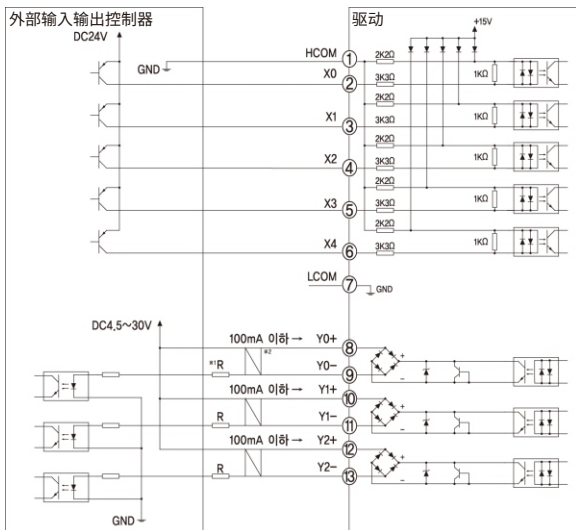 外部输入输出控制器
驱动
DC24V
+15V
HCOM
①
2K2Ω
GND
X0
1KΩ
②
3K3Ω
2K2Ω
X1
1KΩ
③
3K3Ω
2K2Ω
X2
1KΩ
④
3K3Ω
2K2Ω
X3
1KΩ
⑤
3K3Ω
2K2Ω
X4
1KΩ
⑥
3K3Ω
LCOM
⑦
GND
DC4.5~30V
100mA 이하→ Y0+
⑧
+
※2
※1R
Y0-
⑨
−
100mA 이하→ Y1+
⑩
+
R
Y1-
⑪
−
100mA 이하→ Y2+
⑫
+
R
Y2-
⑬
−
GND